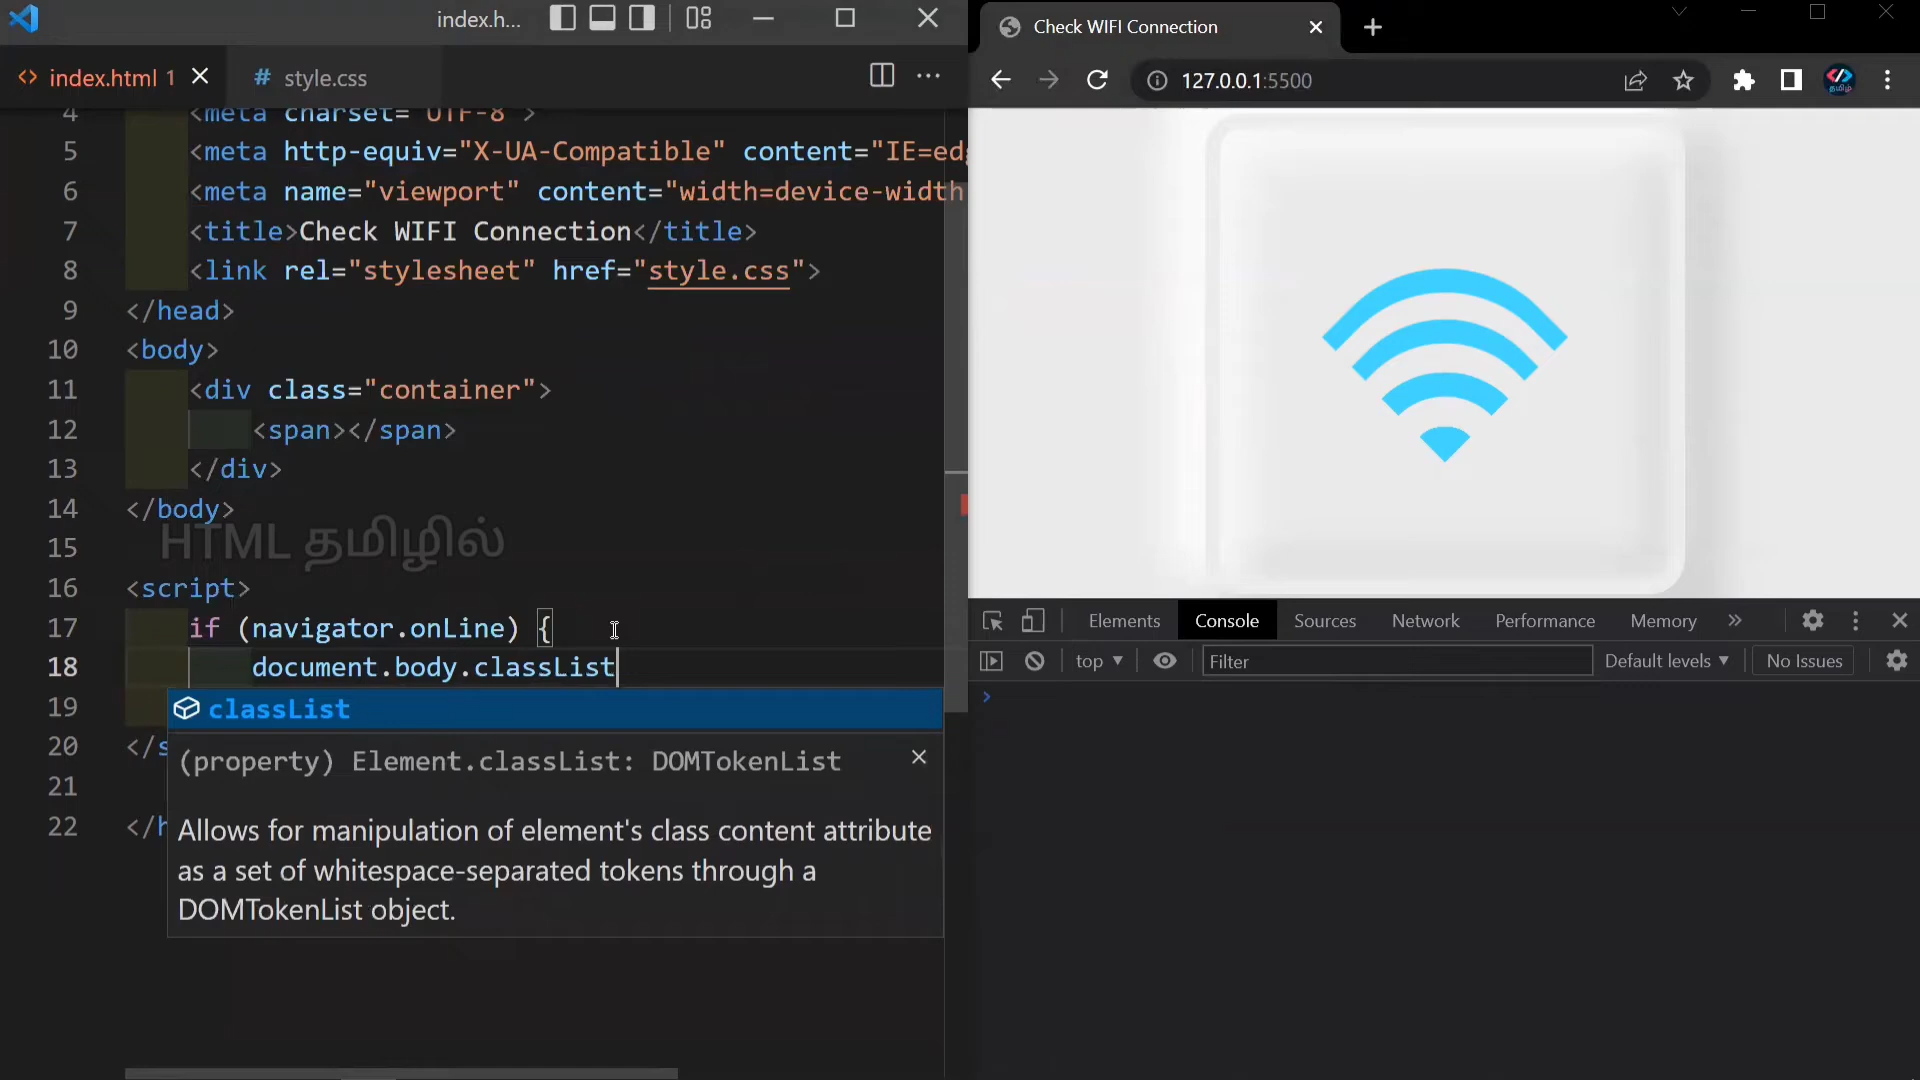 index.h...
index.html 1
# style.css
4 <meta charset="UTF-8">
5 <meta http-equiv="X-UA-Compatible" content="IE=edg
6 <meta name="viewport" content="width=device-width
7 <title>Check WIFI Connection</title>
8 <link rel="stylesheet" href="style.css">
9 </head>
10 <body>
11 <div class="container">
12 <span></span>
13 </div>
14 </body>
HTML தமிழில்
15
16 <script>
17 if (navigator.onLine) {
18 document.body.classList
19
20 </s
21
22 </h
classList
(property) Element.classList: DOMTokenList
Allows for manipulation of element's class content attribute
as a set of whitespace-separated tokens through a
DOMTokenList object.
Check WIFI Connection
127.0.0.1:5500
தமிழ்
Elements Console Sources Network Performance Memory
top Filter Default levels No Issues